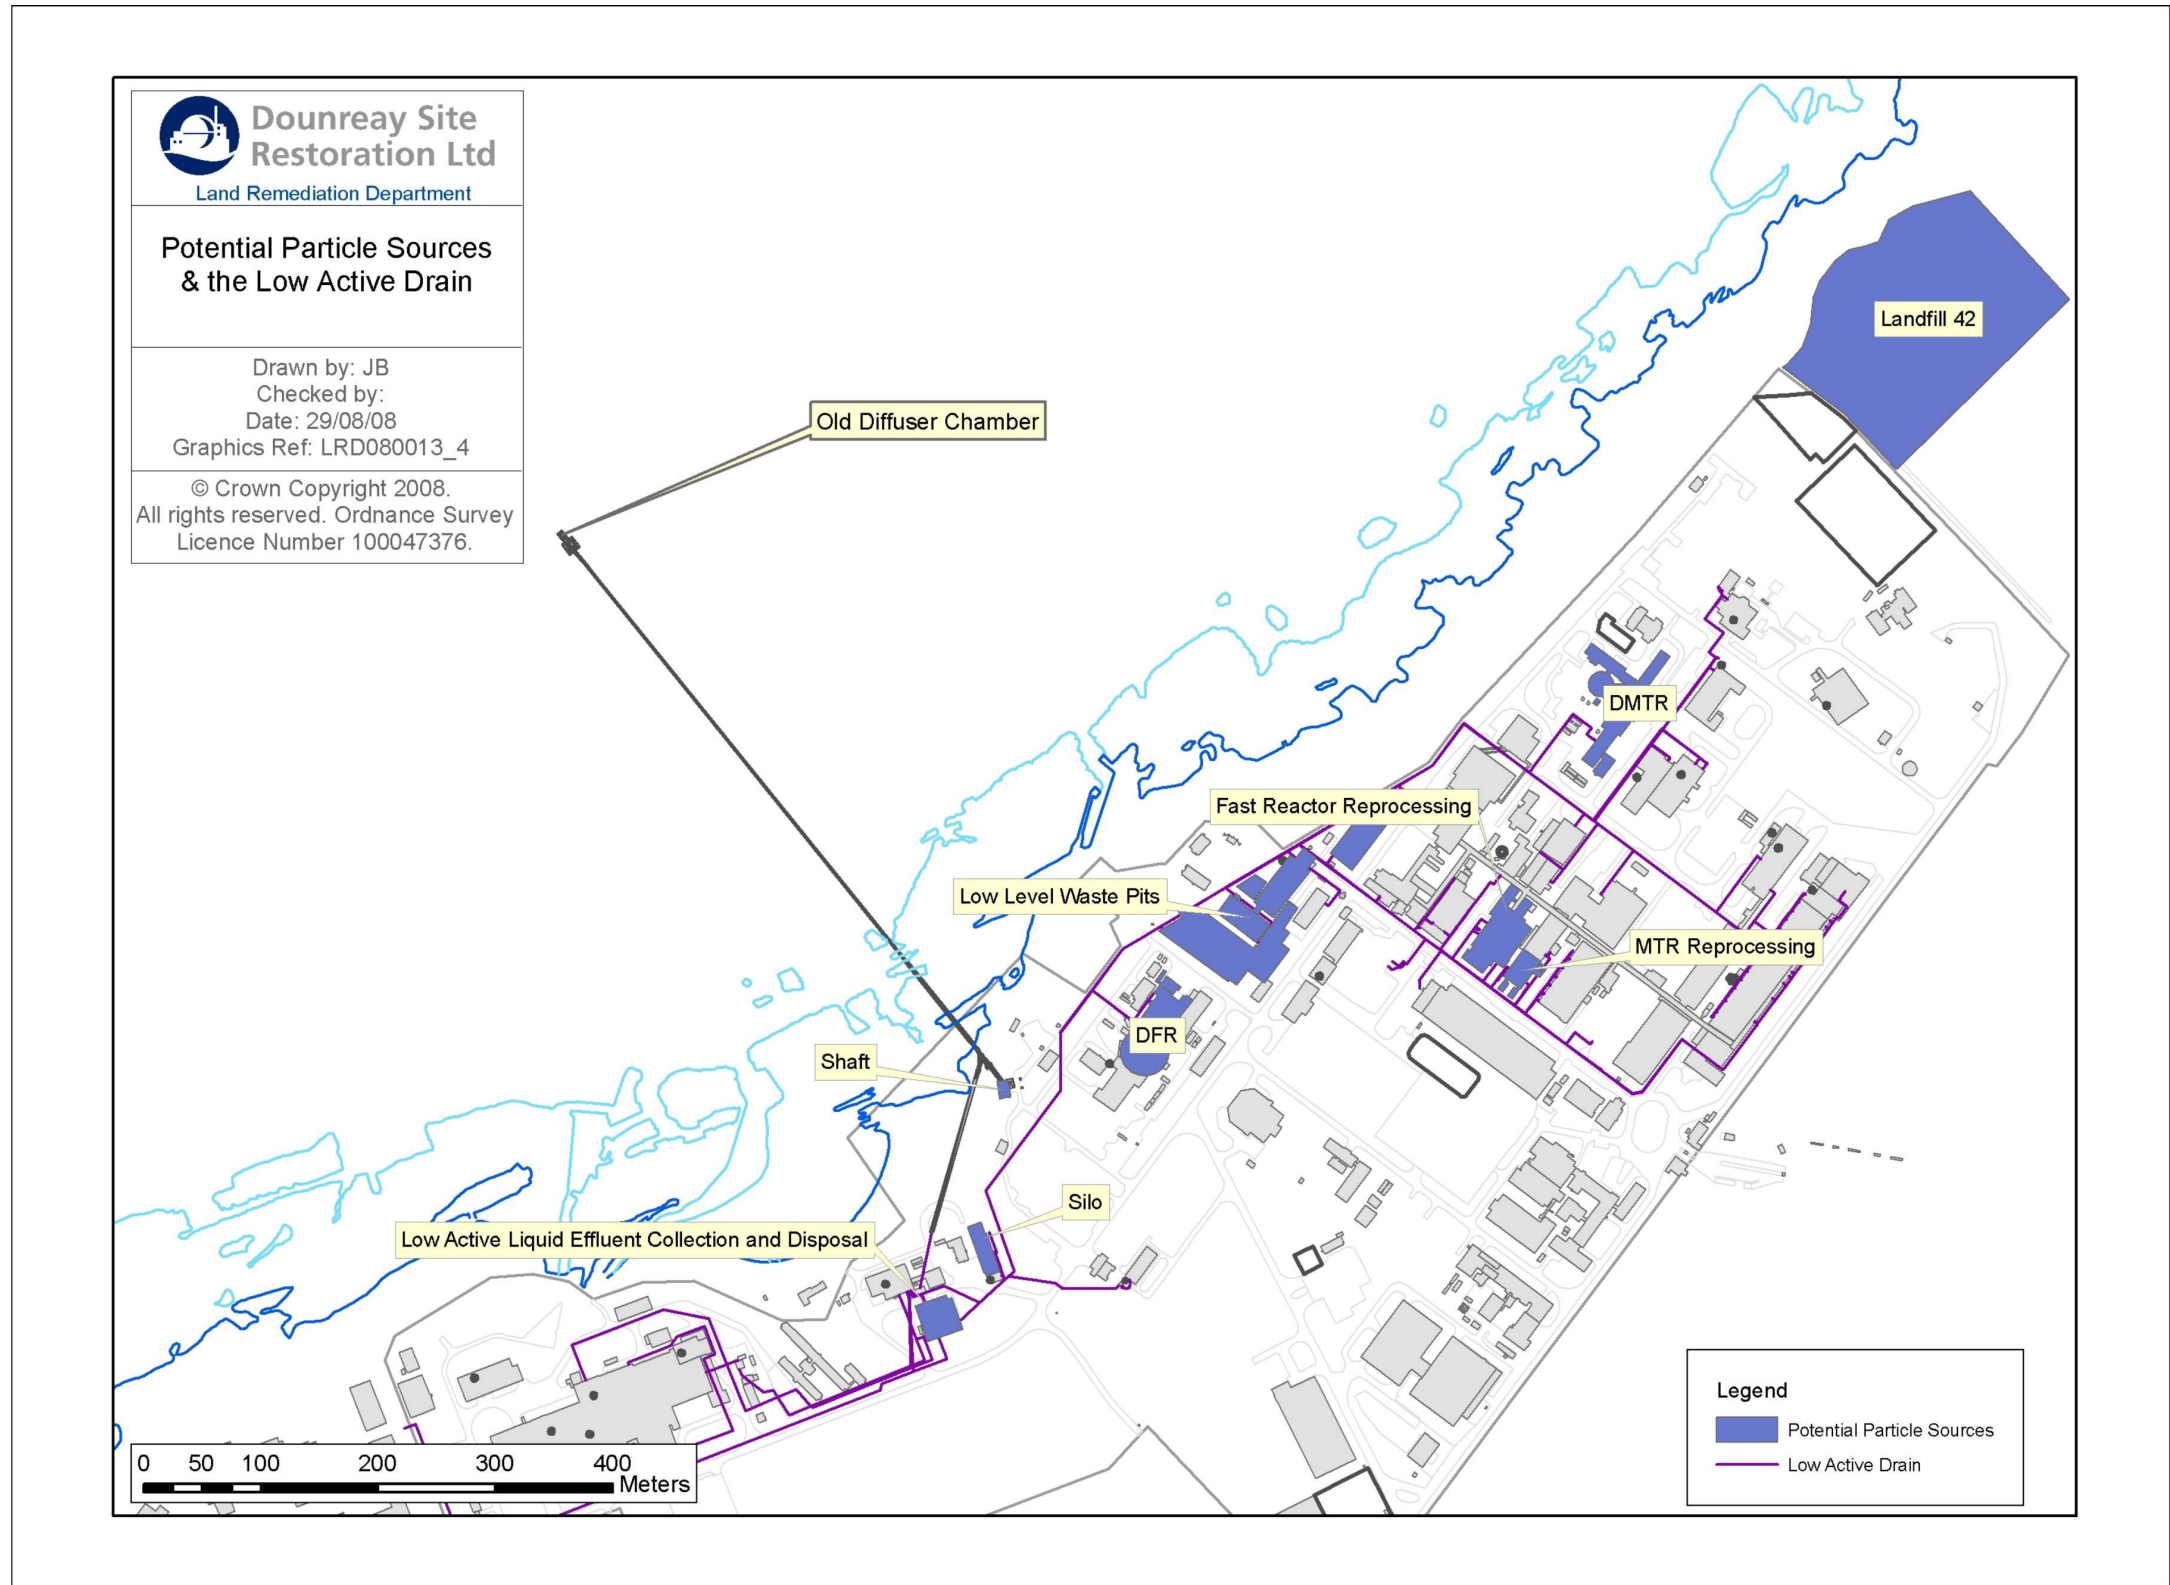 Dounreay Site
Restoration Ltd
Land Remediation Department
Potential Particle Sources
& the Low Active Drain
Drawn by: JB
Checked by:
Date: 29/08/08
Graphics Ref: LRD080013_4
© Crown Copyright 2008.
All rights reserved. Ordnance Survey
Licence Number 100047376.
Landfill 42
Old Diffuser Chamber
DMTR
Fast Reactor Reprocessing
Low Level Waste Pits
MTR Reprocessing
DFR
Shaft
Silo
Low Active Liquid Effluent Collection and Disposal
Legend
Potential Particle Sources
Low Active Drain
0 50 100 200 300 400
Meters